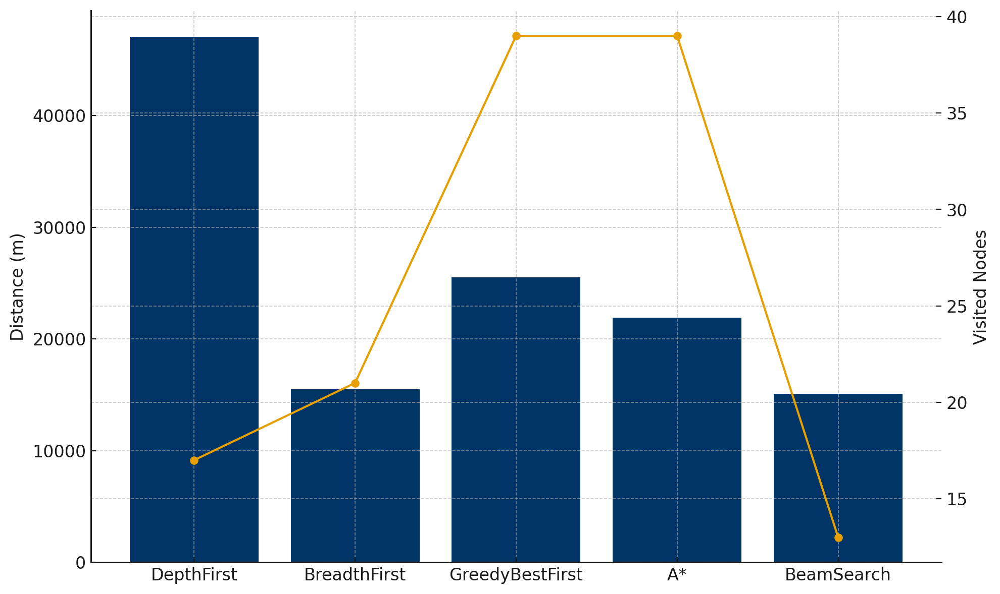 Distance (m)
40000
30000
20000
10000
0
DepthFirst
BreadthFirst
GreedyBestFirst
A*
BeamSearch
40
35
30
25
20
15
Visited Nodes